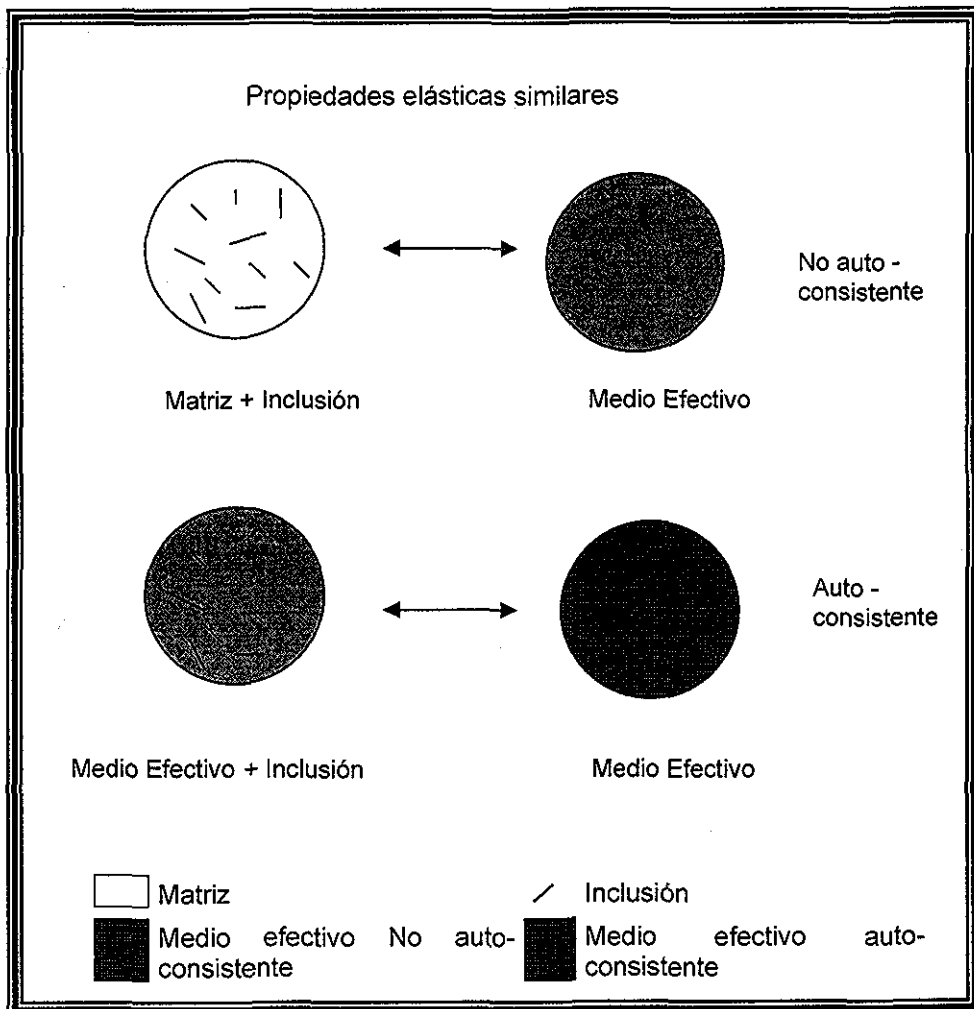 Propiedades elásticas similares
No auto -
consistente
Matriz + Inclusión
Medio Efectivo
Auto -
consistente
Medio Efectivo + Inclusión
Medio Efectivo
Matriz
Inclusión
Medio efectivo No auto-
consistente
Medio efectivo auto-
consistente